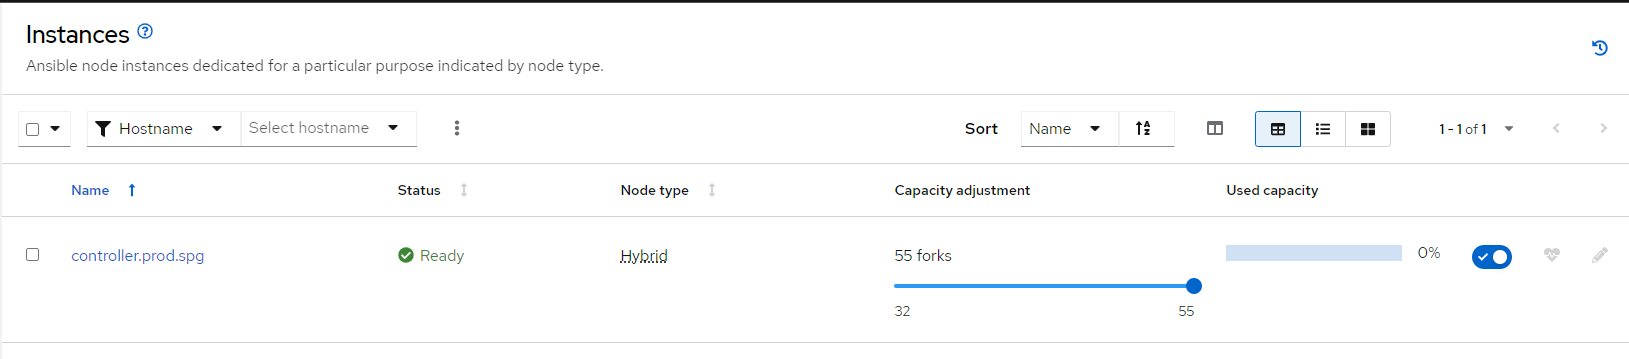 Instances
Ansible node instances dedicated for a particular purpose indicated by node type.
Hostname Select hostname Sort Name 1 - 1 of 1
Name Status Node type Capacity adjustment Used capacity
controller.prod.spg Ready Hybrid 55 forks 0%
32 55